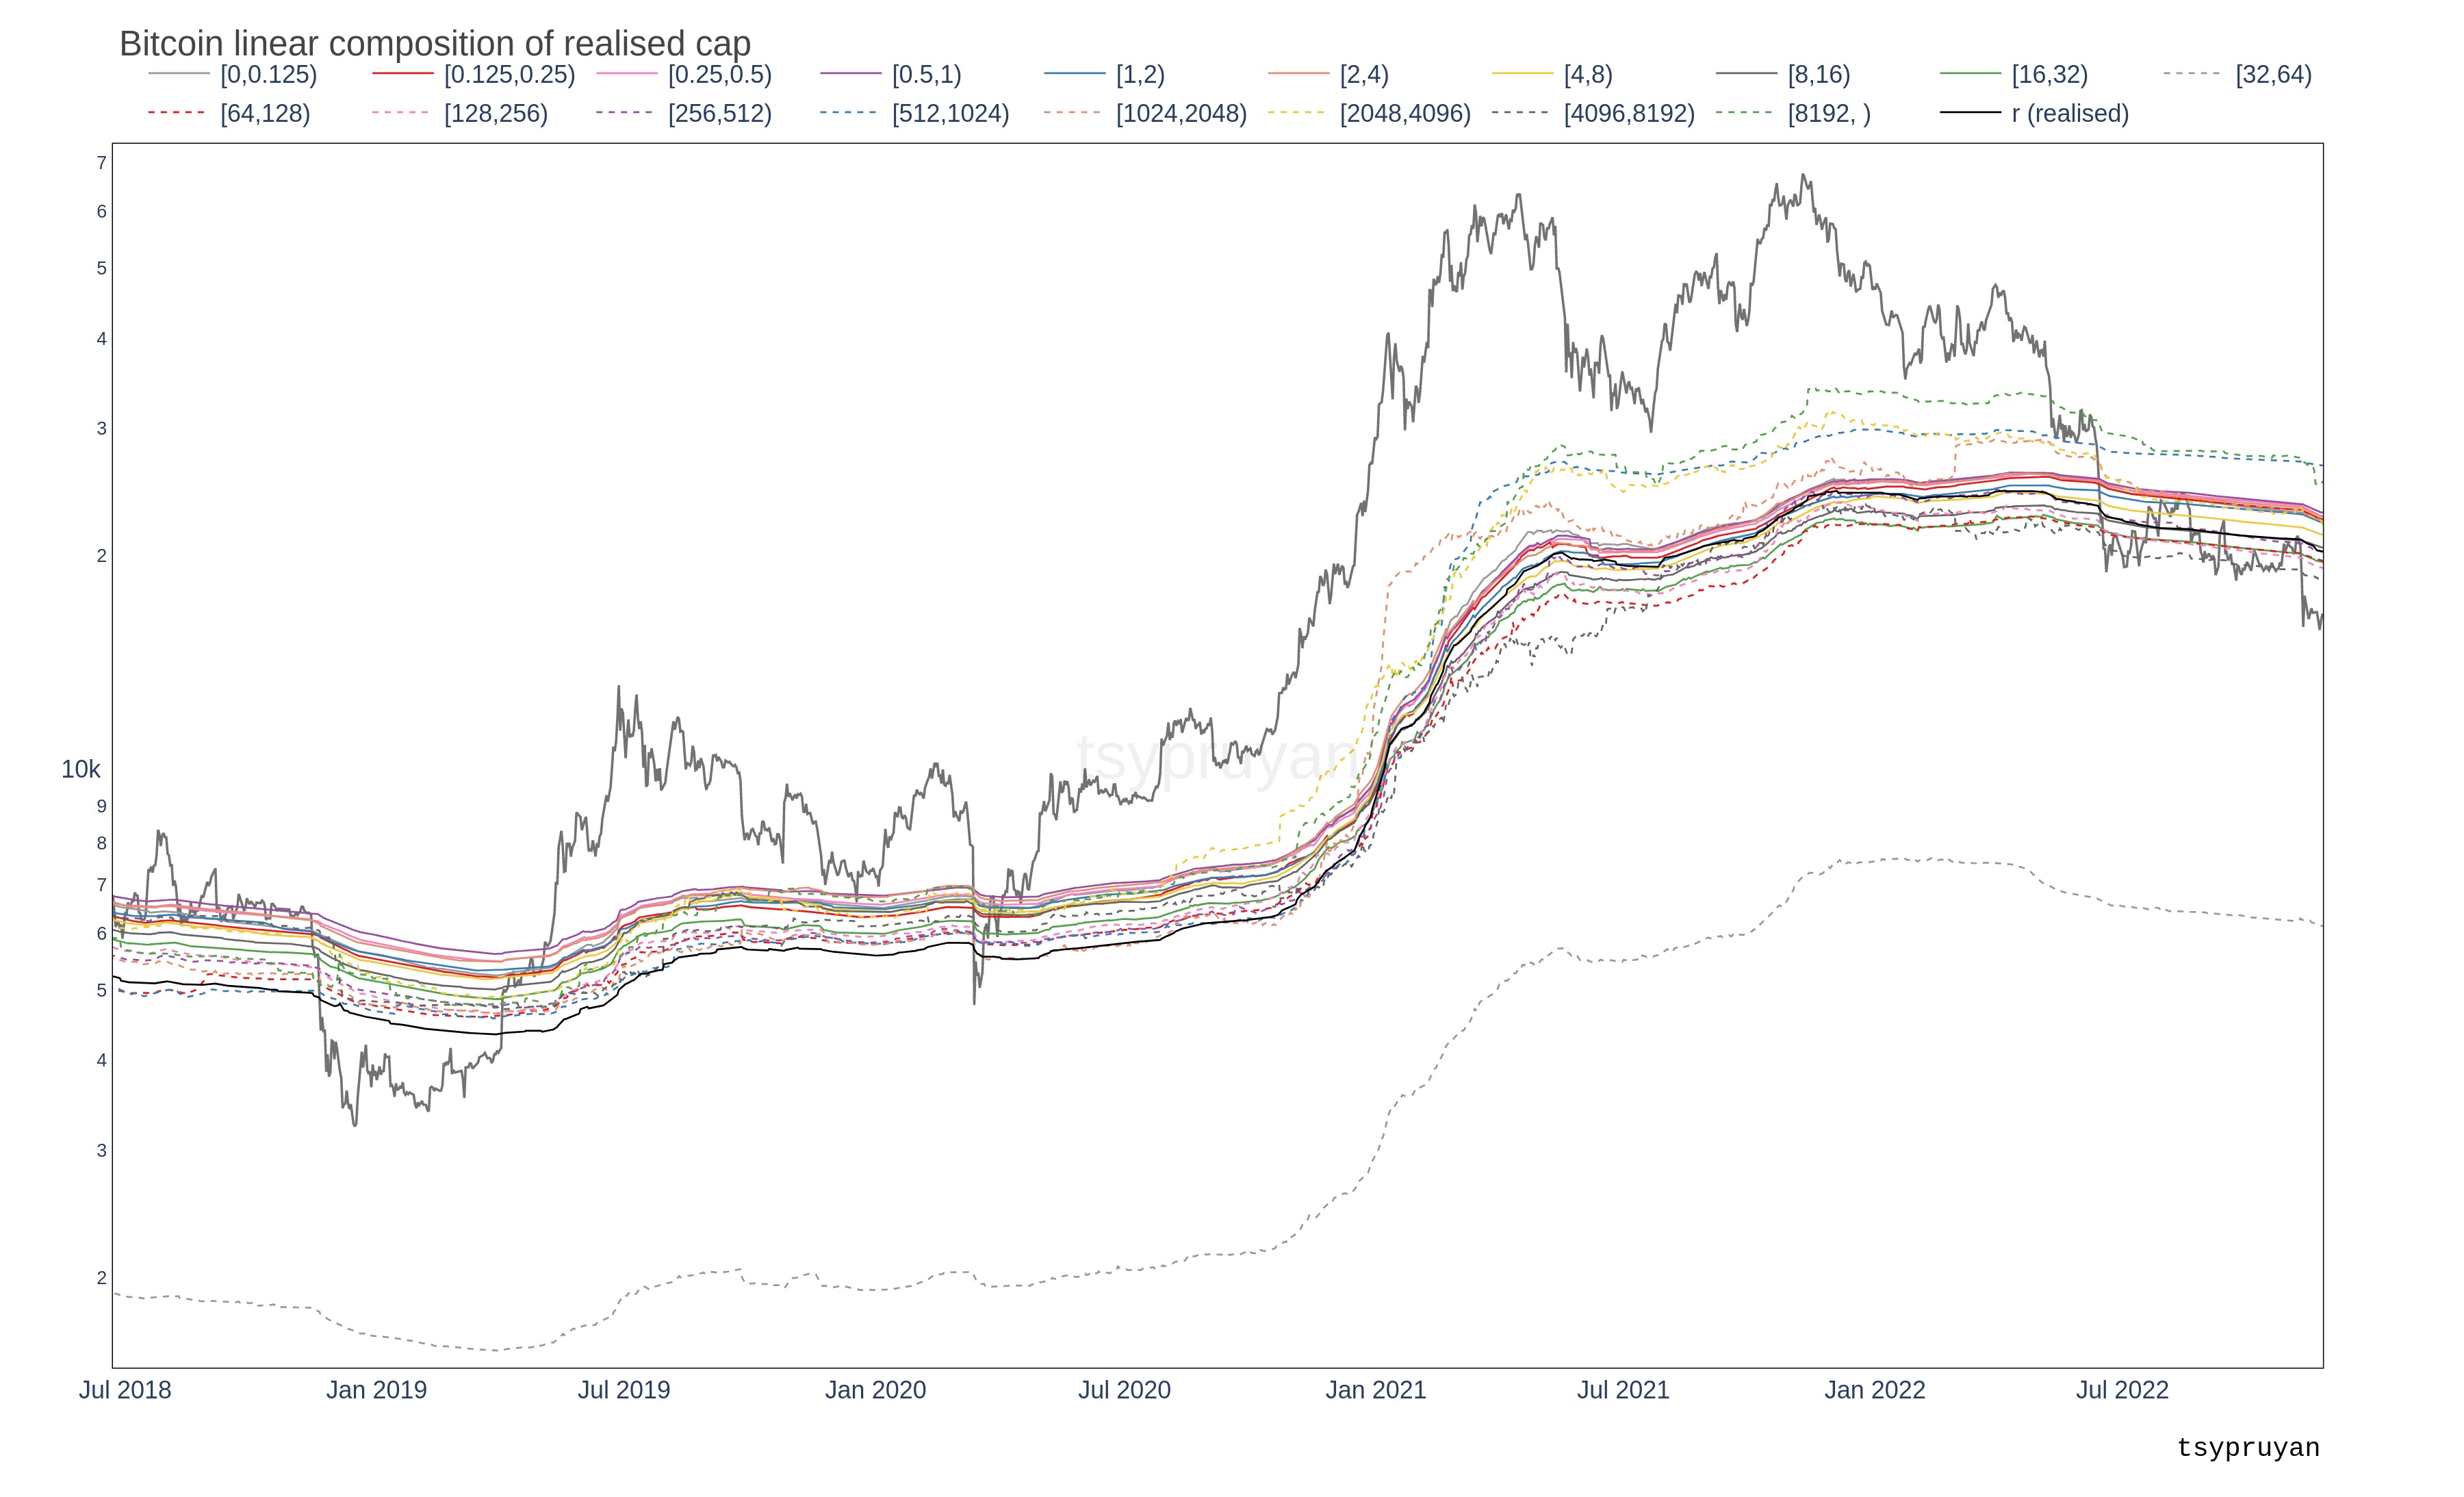 Bitcoin linear composition of realised cap
[0,0.125) [0.125,0.25) [0.25,0.5) [0.5,1) [1,2) [2,4) [4,8) [8,16) [16,32) [32,64)
[64,128) [128,256) [256,512) [512,1024) [1024,2048) [2048,4096) [4096,8192) [8192, ) r (realised)
7
6
5
4
3
2
tsypruyan
10k
9
8
7
6
5
4
3
2
Jul 2018 Jan 2019 Jul 2019 Jan 2020 Jul 2020 Jan 2021 Jul 2021 Jan 2022 Jul 2022
tsypruyan